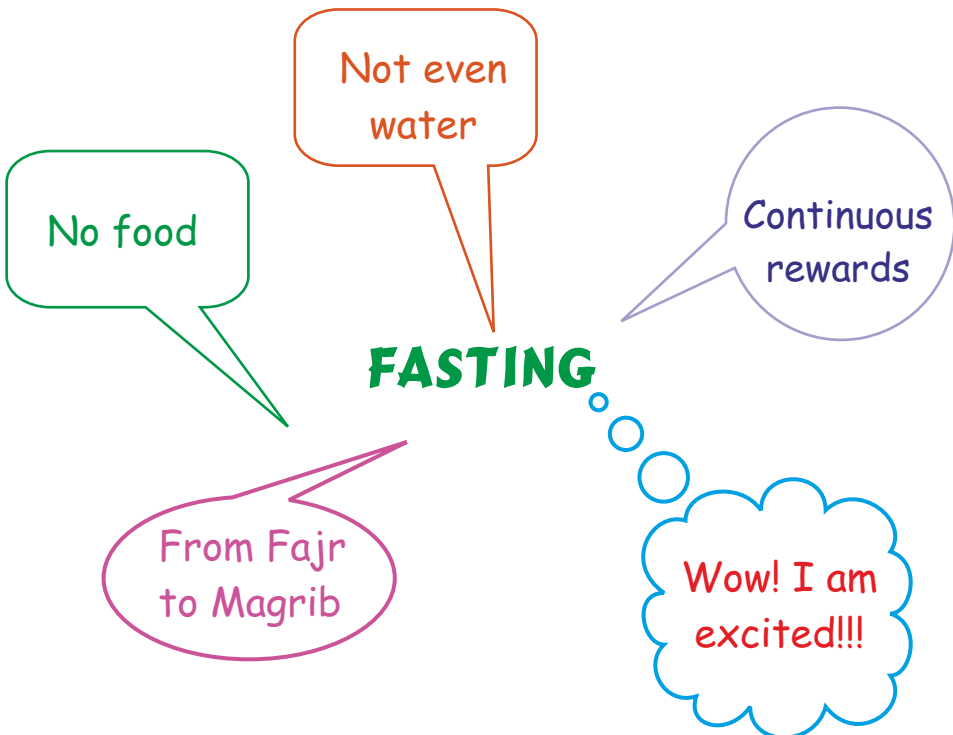 Not even
water
No food
Continuous
rewards
FASTING
From Fajr
to Magrib
Wow! I am
excited!!!